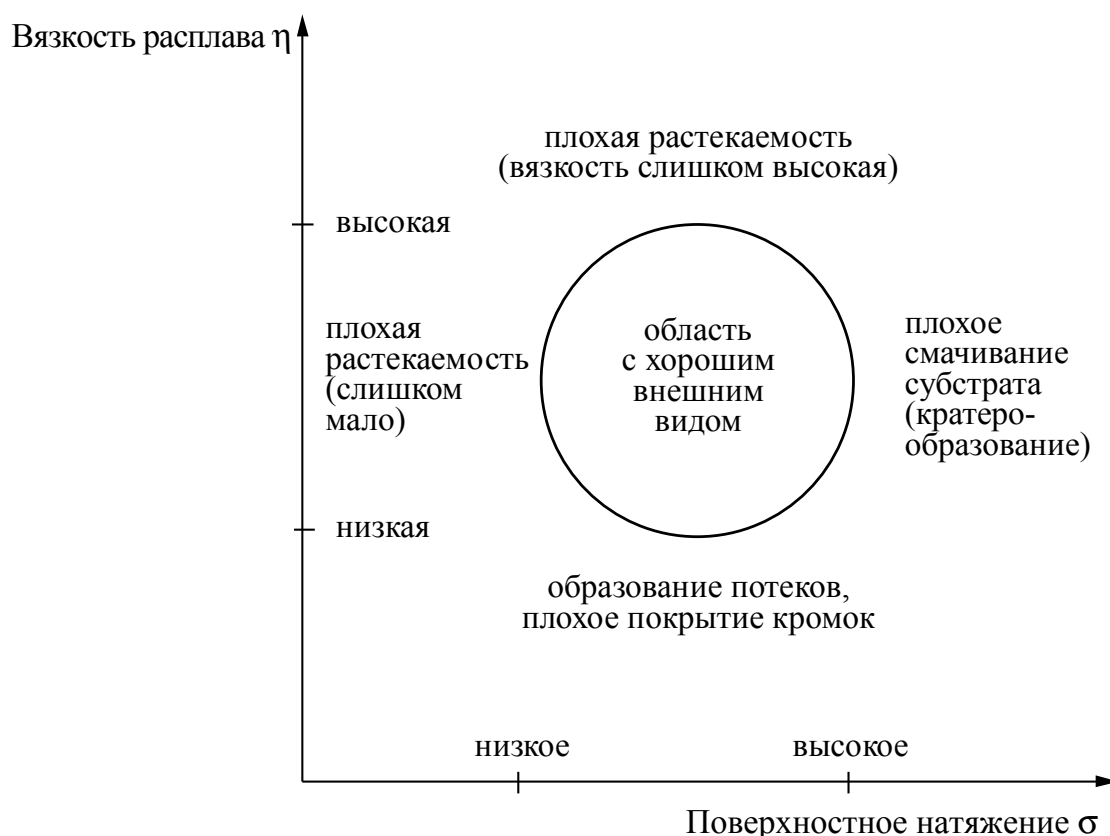 Вязкость расплава η
плохая растекаемость
(вязкость слишком высокая)
высокая
плохая
растекаемость
(слишком
мало)
область
с хорошим
внешним
видом
плохое
смачивание
субстрата
(кратеро-
образование)
низкая
образование потеков,
плохое покрытие кромок
низкое
высокое
Поверхностное натяжение σ